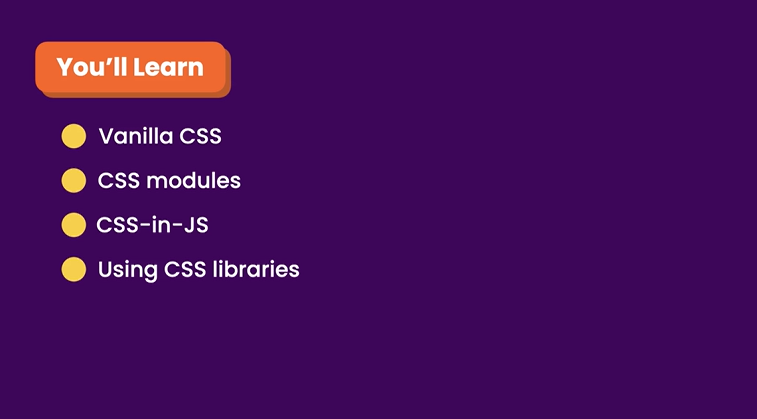 You’ll Learn
Vanilla CSS
CSS modules
CSS-in-JS
Using CSS libraries